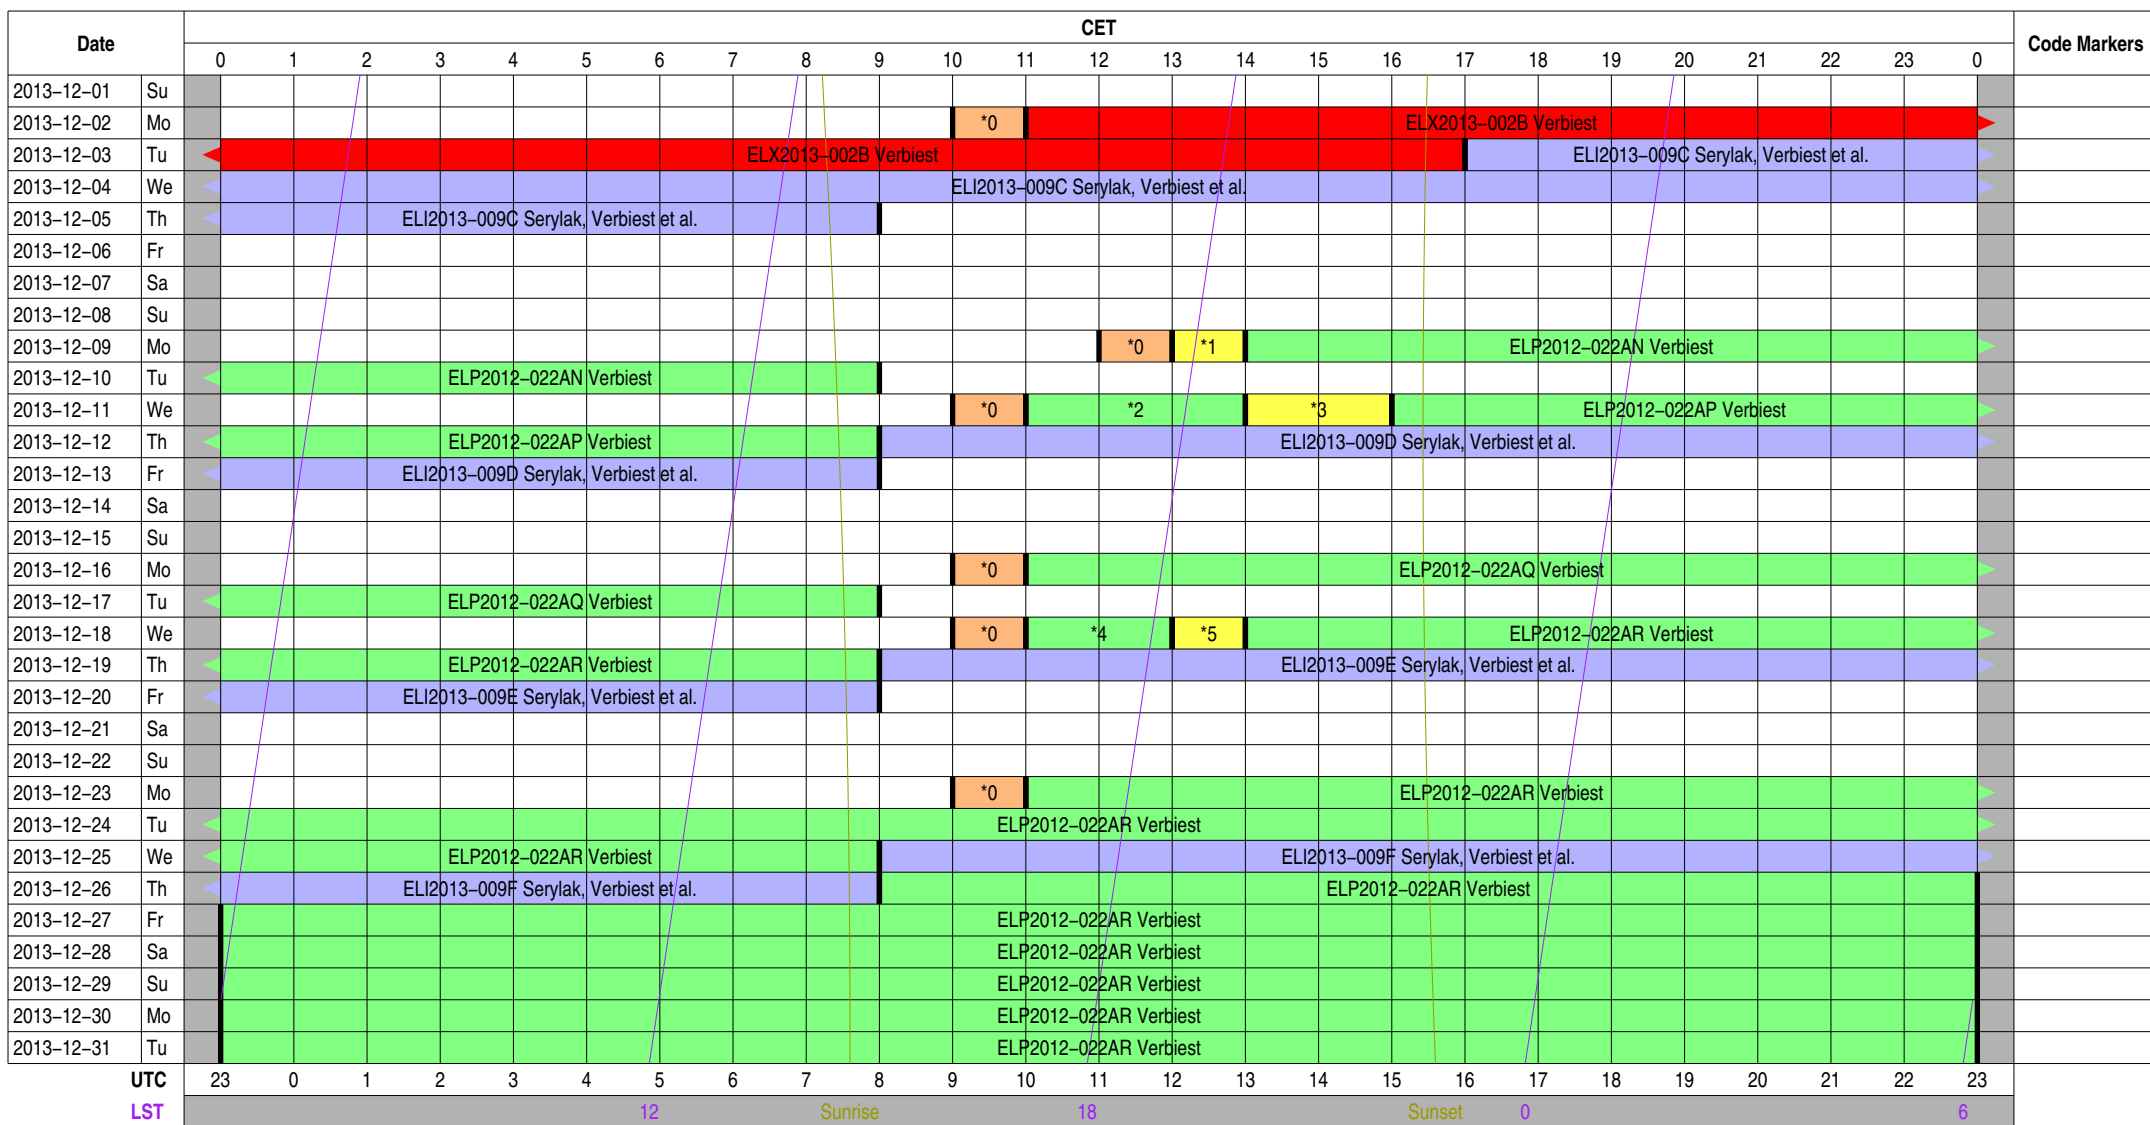 CET
Date
Code Markers
0 1 2 3 4 5 6 7 8 9 10 11 12 13 14 15 16 17 18 19 20 21 22 23 0
2013−12−01 Su
2013−12−02 Mo *0 ELX2013−002B Verbiest
2013−12−03 Tu ELX2013−002B Verbiest ELI2013−009C Serylak, Verbiest et al.
2013−12−04 We ELI2013−009C Serylak, Verbiest et al.
2013−12−05 Th ELI2013−009C Serylak, Verbiest et al.
2013−12−06 Fr
2013−12−07 Sa
2013−12−08 Su
2013−12−09 Mo *0 *1 ELP2012−022AN Verbiest
2013−12−10 Tu ELP2012−022AN Verbiest
2013−12−11 We *0 *2 *3 ELP2012−022AP Verbiest
2013−12−12 Th ELP2012−022AP Verbiest ELI2013−009D Serylak, Verbiest et al.
2013−12−13 Fr ELI2013−009D Serylak, Verbiest et al.
2013−12−14 Sa
2013−12−15 Su
2013−12−16 Mo *0 ELP2012−022AQ Verbiest
2013−12−17 Tu ELP2012−022AQ Verbiest
2013−12−18 We *0 *4 *5 ELP2012−022AR Verbiest
2013−12−19 Th ELP2012−022AR Verbiest ELI2013−009E Serylak, Verbiest et al.
2013−12−20 Fr ELI2013−009E Serylak, Verbiest et al.
2013−12−21 Sa
2013−12−22 Su
2013−12−23 Mo *0 ELP2012−022AR Verbiest
2013−12−24 Tu ELP2012−022AR Verbiest
2013−12−25 We ELP2012−022AR Verbiest ELI2013−009F Serylak, Verbiest et al.
2013−12−26 Th ELI2013−009F Serylak, Verbiest et al. ELP2012−022AR Verbiest
2013−12−27 Fr ELP2012−022AR Verbiest
2013−12−28 Sa ELP2012−022AR Verbiest
2013−12−29 Su ELP2012−022AR Verbiest
2013−12−30 Mo ELP2012−022AR Verbiest
2013−12−31 Tu ELP2012−022AR Verbiest
UTC 23 0 1 2 3 4 5 6 7 8 9 10 11 12 13 14 15 16 17 18 19 20 21 22 23
LST 12 Sunrise 18 Sunset 0 6